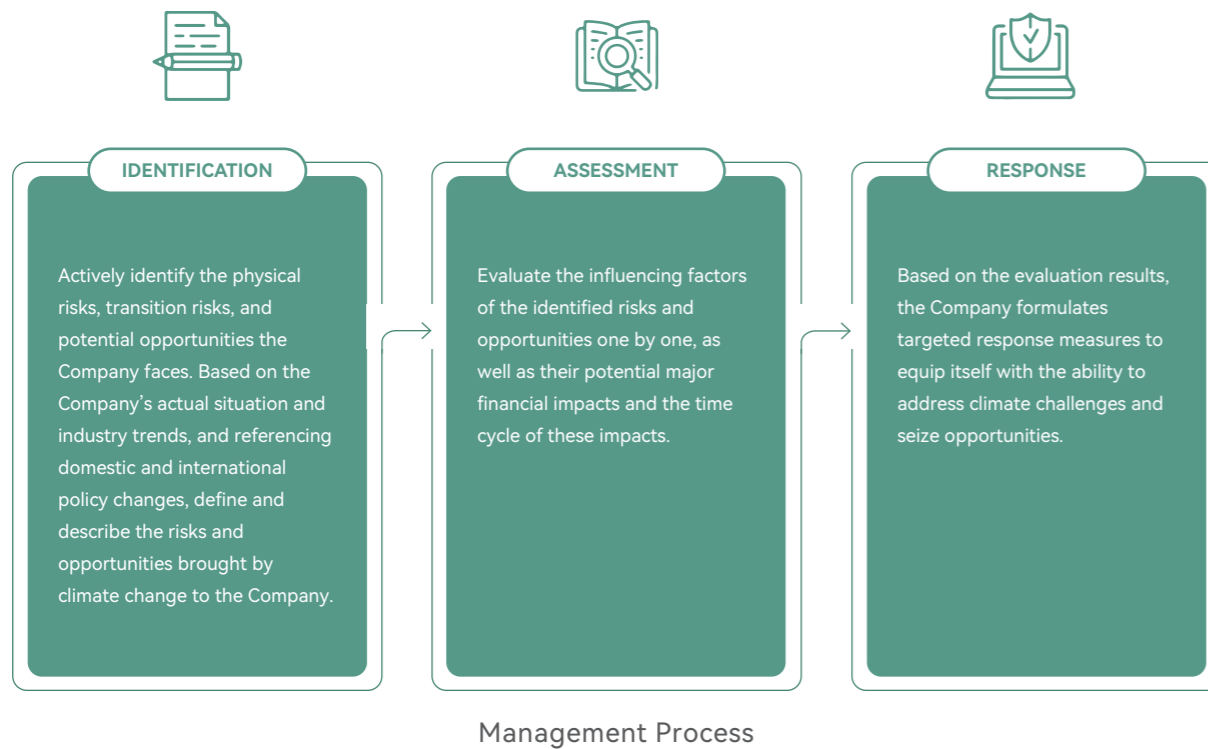 IDENTIFICATION
Actively identify the physical
risks, transition risks, and
potential opportunities the
Company faces. Based on the
Company's actual situation and
industry trends, and referencing
domestic and international
policy changes, define and
describe the risks and
opportunities brought by
climate change to the Company.
ASSESSMENT
Evaluate the influencing factors
of the identified risks and
opportunities one by one, as
well as their potential major
financial impacts and the time
cycle of these impacts.
RESPONSE
Based on the evaluation results,
the Company formulates
targeted response measures to
equip itself with the ability to
address climate challenges and
seize opportunities.
Management Process